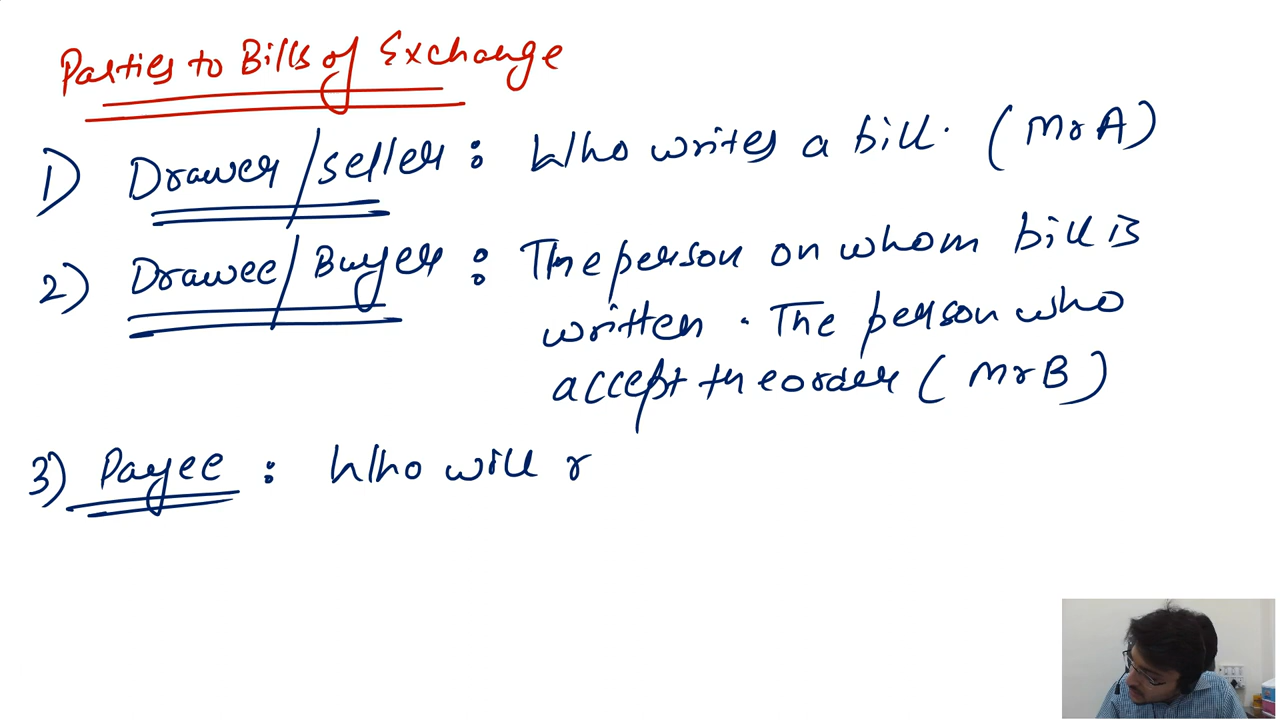 Parties to Bills of Exchange
1) Drawer/seller : Who writes a bill. (Mr A)
2) Drawee/Buyer : The person on whom bill is
written. The person who
accept the order (Mr B)
3) Payee : Who will r